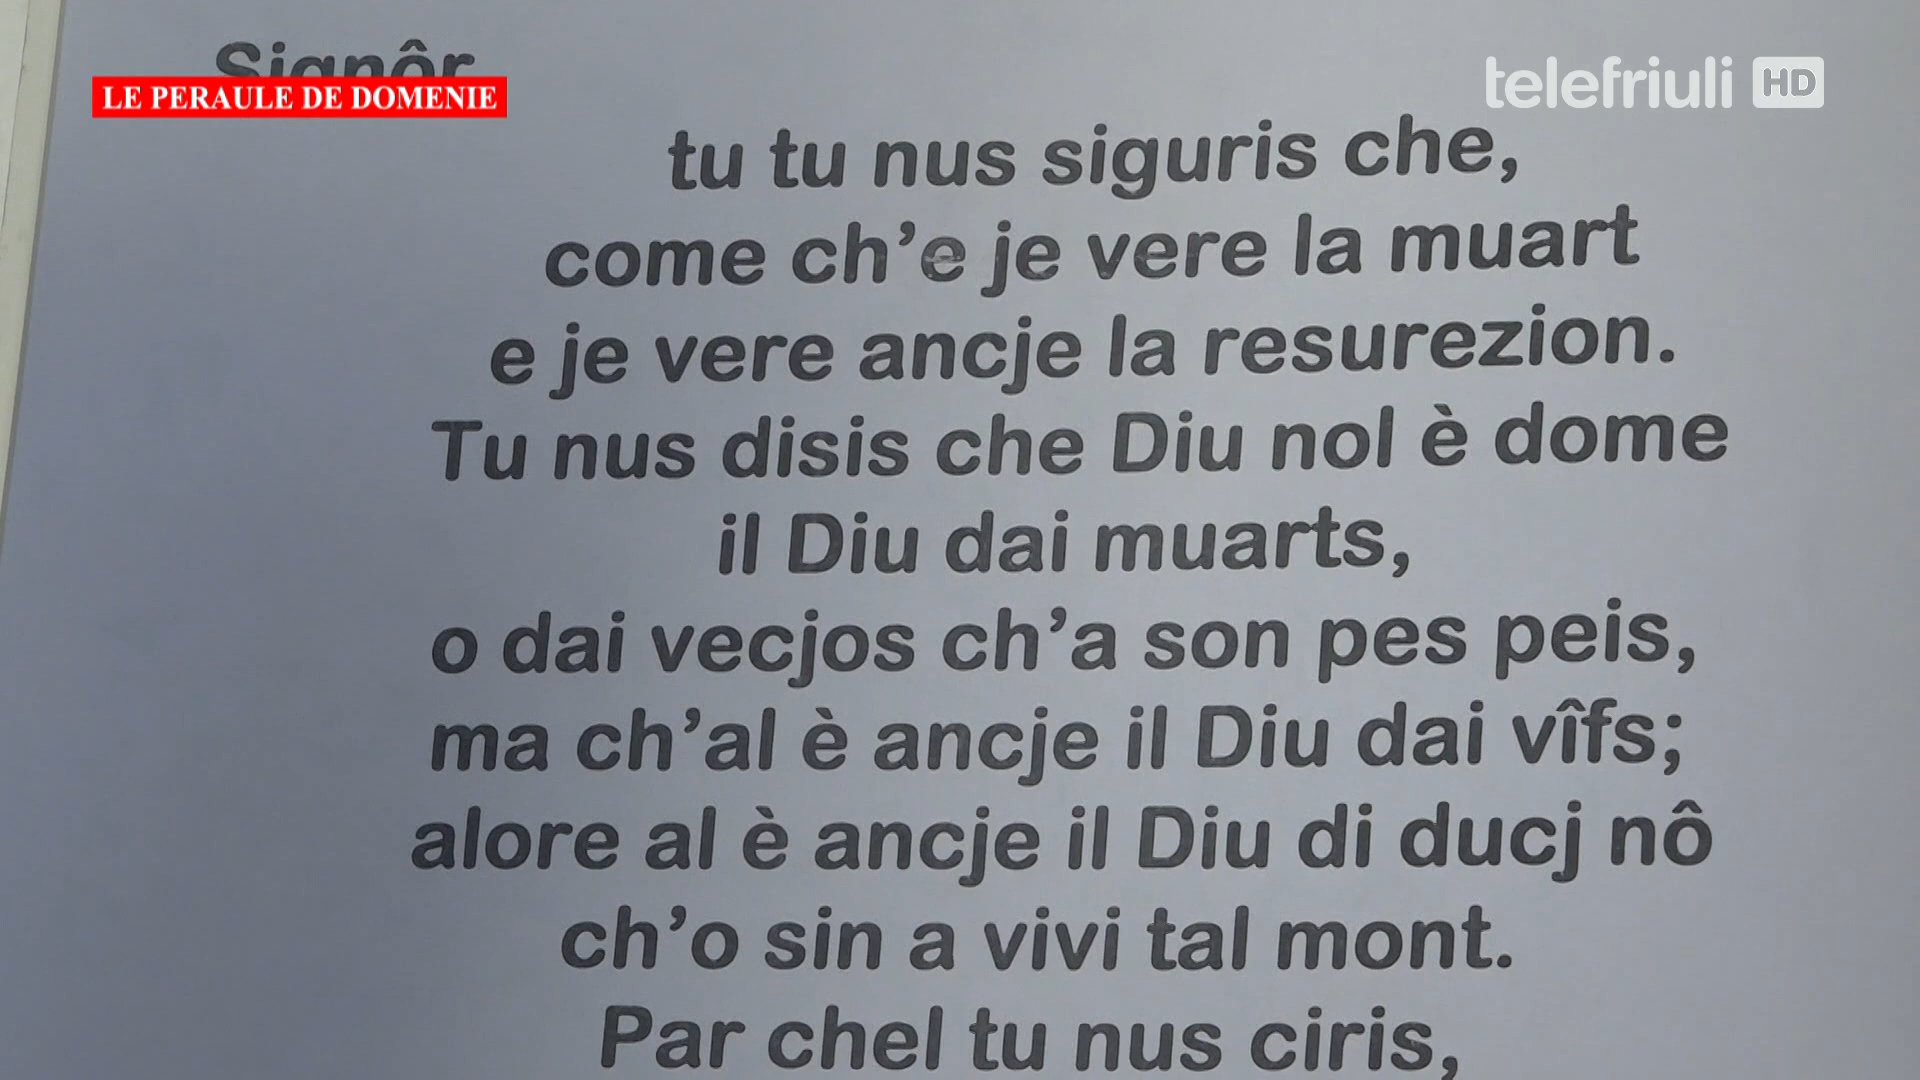 Signôr
LE PERAULE DE DOMENIE
telefriuli HD
tu tu nus siguris che,
come ch’e je vere la muart
e je vere ancje la resurezion.
Tu nus disis che Diu nol è dome
il Diu dai muarts,
o dai vecjos ch’a son pes peis,
ma ch’al è ancje il Diu dai vîfs;
alore al è ancje il Diu di ducj nô
ch’o sin a vivi tal mont.
Par chel tu nus ciris,